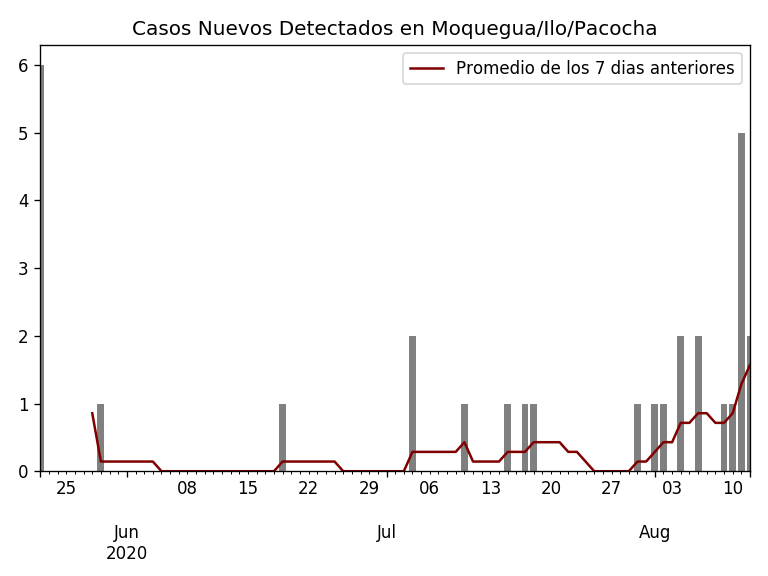 Casos Nuevos Detectados en Moquegua/Ilo/Pacocha
Promedio de los 7 dias anteriores
6
5
4
3
2
1
0
25 08 15 22 29 06 13 20 27 03 10
Jun Jul Aug
2020